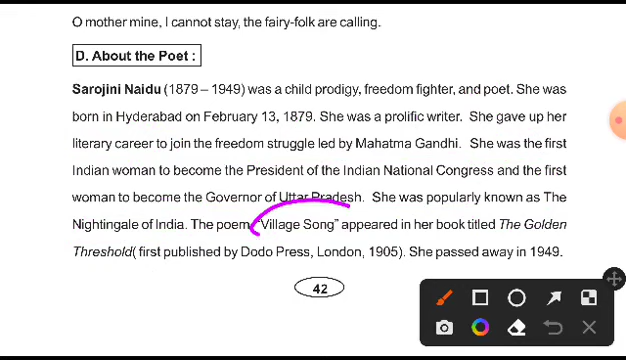 O mother mine, I cannot stay, the fairy-folk are calling.
D. About the Poet :
Sarojini Naidu (1879 – 1949) was a child prodigy, freedom fighter, and poet. She was
born in Hyderabad on February 13, 1879. She was a prolific writer. She gave up her
literary career to join the freedom struggle led by Mahatma Gandhi. She was the first
Indian woman to become the President of the Indian National Congress and the first
woman to become the Governor of Uttar Pradesh. She was popularly known as The
Nightingale of India. The poem "Village Song" appeared in her book titled The Golden
Threshold( first published by Dodo Press, London, 1905). She passed away in 1949.
42